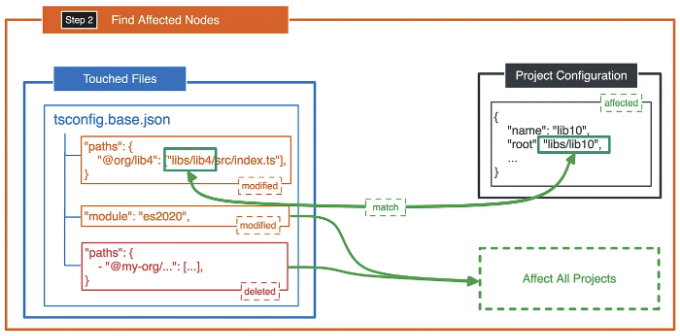 Step 2 Find Affected Nodes
Touched Files
tsconfig.base.json
"paths": {
"@org/lib4": ["libs/lib4/src/index.ts"],
}
modified
"module": "es2020",
modified
"paths": {
- "@my-org/...": [...],
}
deleted
match
Project Configuration
affected
{
"name": "lib10",
"root" "libs/lib10",
...
}
Affect All Projects